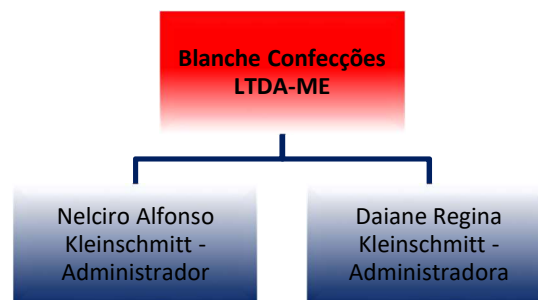 Blanche Confecções
LTDA-ME
Nelciro Alfonso
Kleinschmitt -
Administrador
Daiane Regina
Kleinschmitt -
Administradora